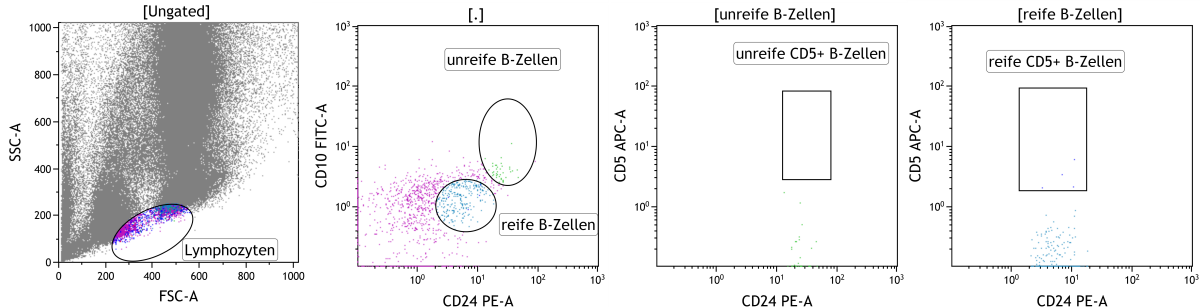 [Ungated]
1000
800
600
400
200
0
SSC-A
0
200
400
600
800
1000
FSC-A
Lymphozyten
[.]
10³
10²
10¹
10⁰
CD10 FITC-A
10⁰
10¹
10²
10³
CD24 PE-A
unreife B-Zellen
reife B-Zellen
[unreife B-Zellen]
10³
10²
10¹
10⁰
CD5 APC-A
10⁰
10¹
10²
10³
CD24 PE-A
unreife CD5+ B-Zellen
[reife B-Zellen]
10³
10²
10¹
10⁰
CD5 APC-A
10⁰
10¹
10²
10³
CD24 PE-A
reife CD5+ B-Zellen